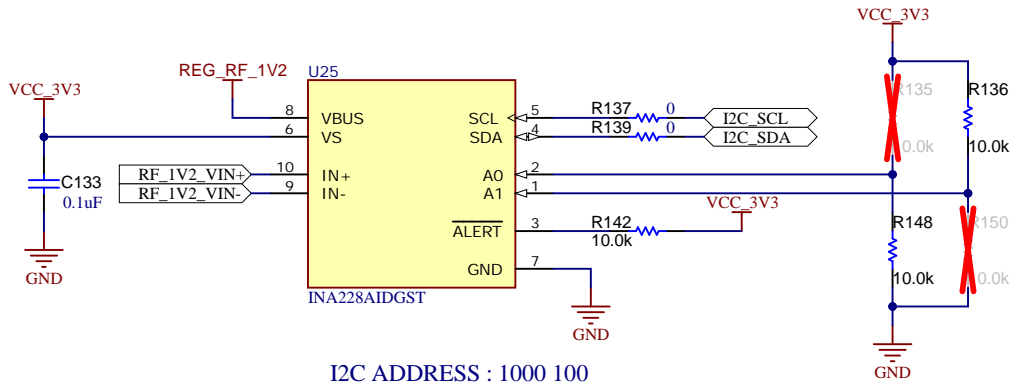 VCC_3V3
REG_RF_1V2
U25
VCC_3V3
R135
R136
8 VBUS
SCL 5 R137 0 I2C_SCL
6 VS
SDA 4 R139 0 I2C_SDA
10.0k
C133
0.1uF
RF_1V2_VIN+ 10 IN+
A0 2
RF_1V2_VIN- 9 IN-
A1 1
VCC_3V3
ALERT 3 R142
10.0k
R148
R150
GND 7
10.0k
GND
INA228AIDGST
GND
GND
I2C ADDRESS : 1000 100